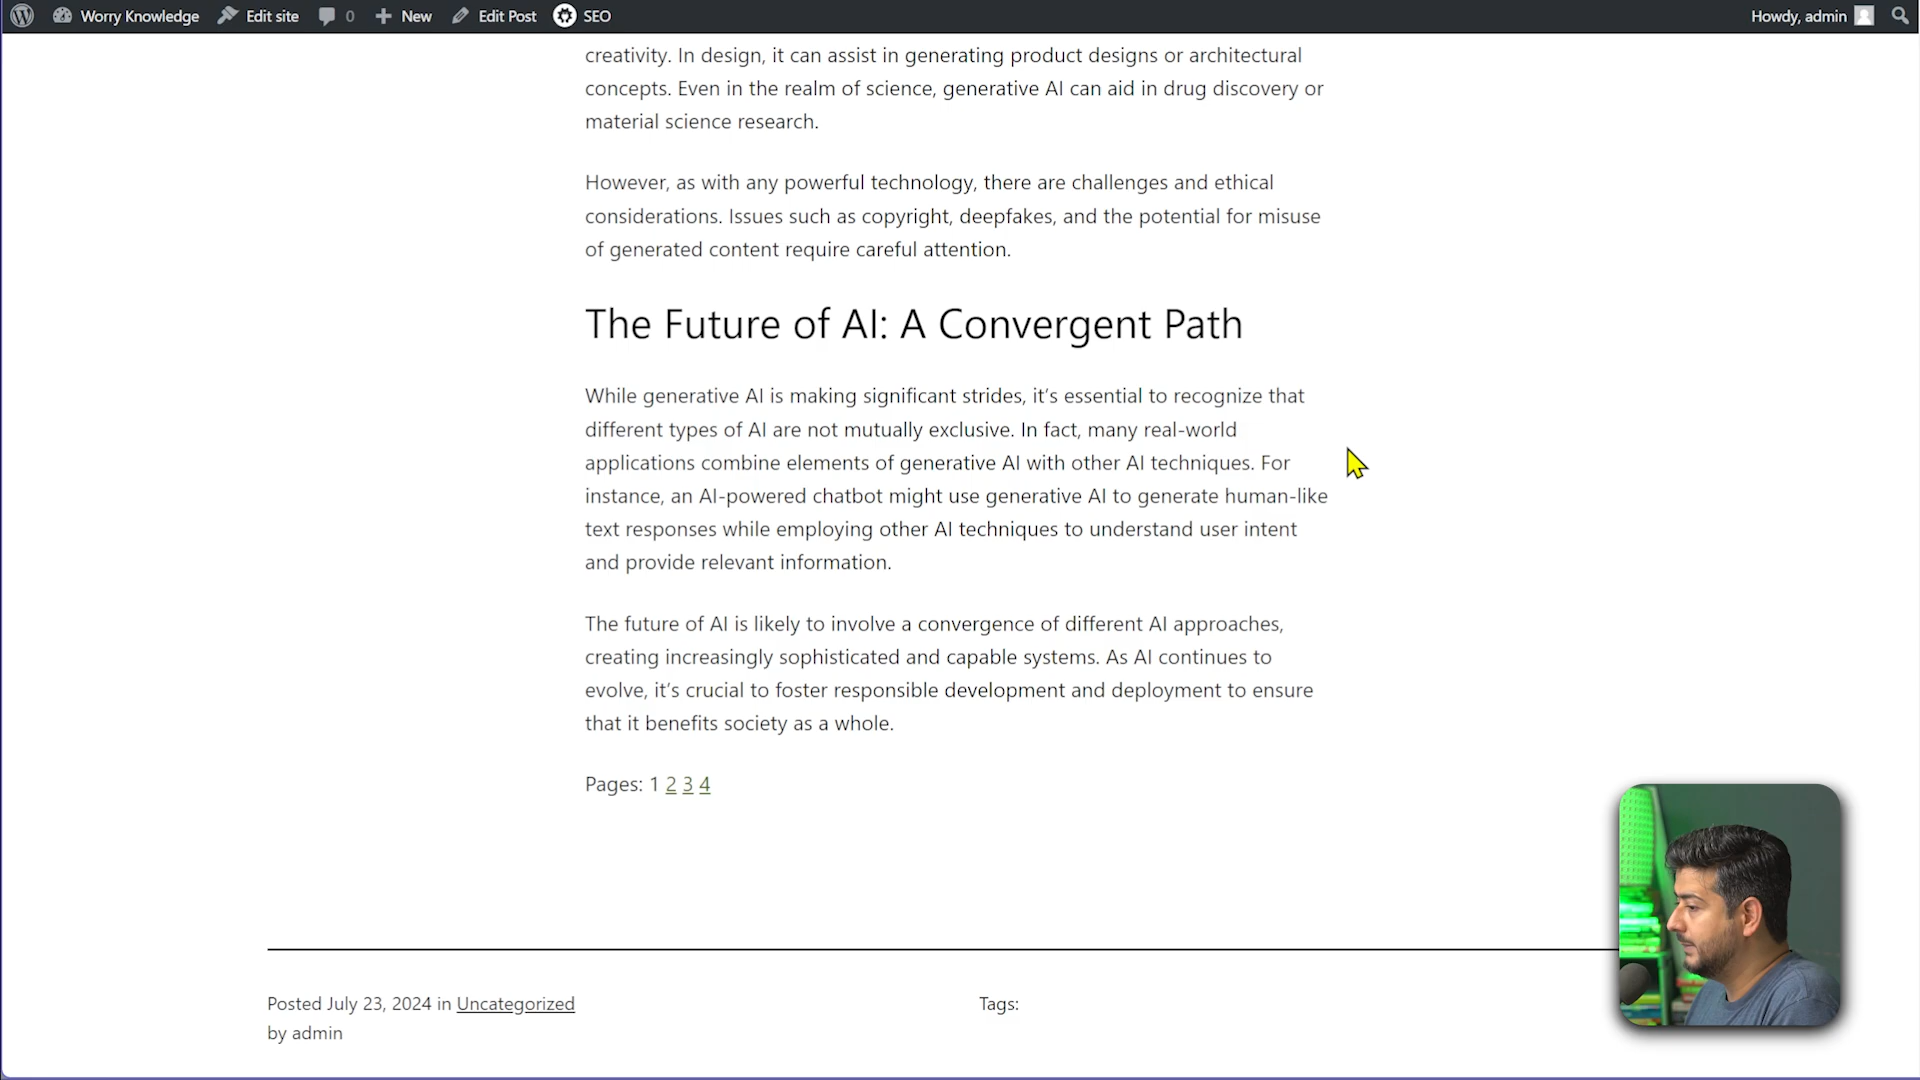 Worry Knowledge Edit site 0 New Edit Post SEO Howdy, admin
creativity. In design, it can assist in generating product designs or architectural
concepts. Even in the realm of science, generative AI can aid in drug discovery or
material science research.
However, as with any powerful technology, there are challenges and ethical
considerations. Issues such as copyright, deepfakes, and the potential for misuse
of generated content require careful attention.
The Future of AI: A Convergent Path
While generative AI is making significant strides, it’s essential to recognize that
different types of AI are not mutually exclusive. In fact, many real-world
applications combine elements of generative AI with other AI techniques. For
instance, an AI-powered chatbot might use generative AI to generate human-like
text responses while employing other AI techniques to understand user intent
and provide relevant information.
The future of AI is likely to involve a convergence of different AI approaches,
creating increasingly sophisticated and capable systems. As AI continues to
evolve, it’s crucial to foster responsible development and deployment to ensure
that it benefits society as a whole.
Pages: 1 2 3 4
Posted July 23, 2024 in Uncategorized
by admin
Tags: